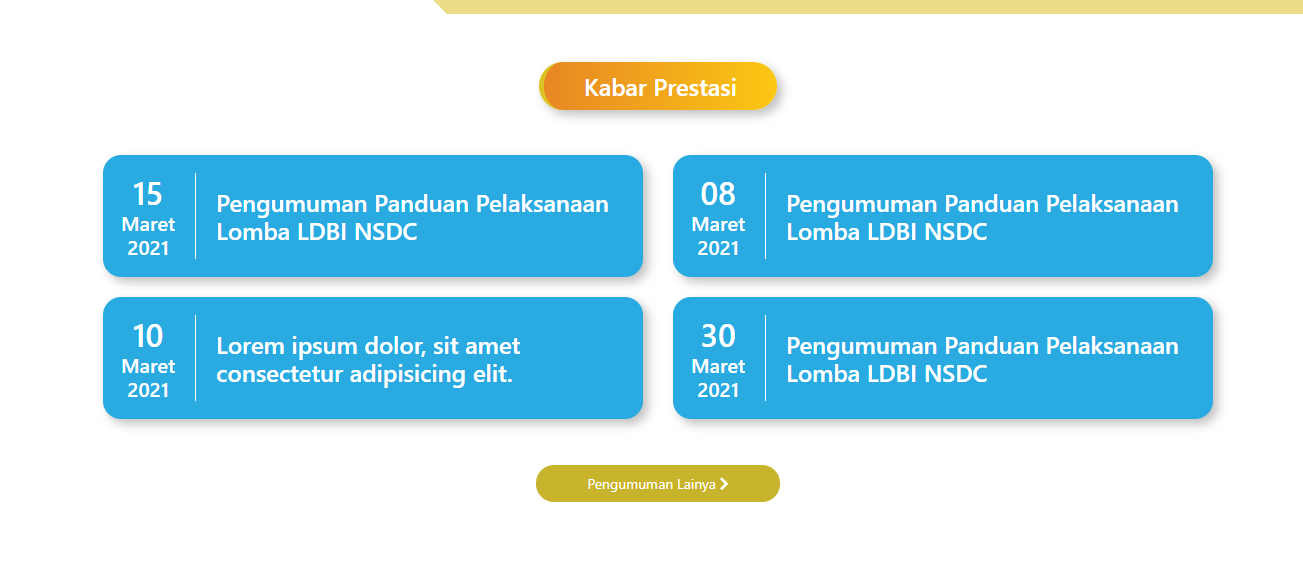 Kabar Prestasi
15
Maret
2021
Pengumuman Panduan Pelaksanaan
Lomba LDBI NSDC
08
Maret
2021
Pengumuman Panduan Pelaksanaan
Lomba LDBI NSDC
10
Maret
2021
Lorem ipsum dolor, sit amet
consectetur adipisicing elit.
30
Maret
2021
Pengumuman Panduan Pelaksanaan
Lomba LDBI NSDC
Pengumuman Lainya